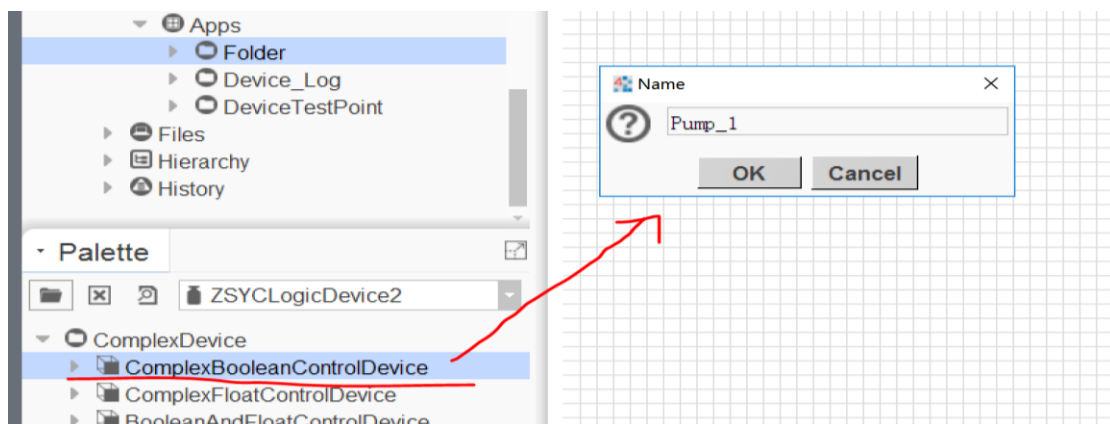 Apps
Folder
Device_Log
DeviceTestPoint
Files
Hierarchy
History
Palette
ZSYCLogicDevice2
ComplexDevice
ComplexBooleanControlDevice
ComplexFloatControlDevice
BooleanAndFloatControlDevice
Name
Pump_1
OK
Cancel